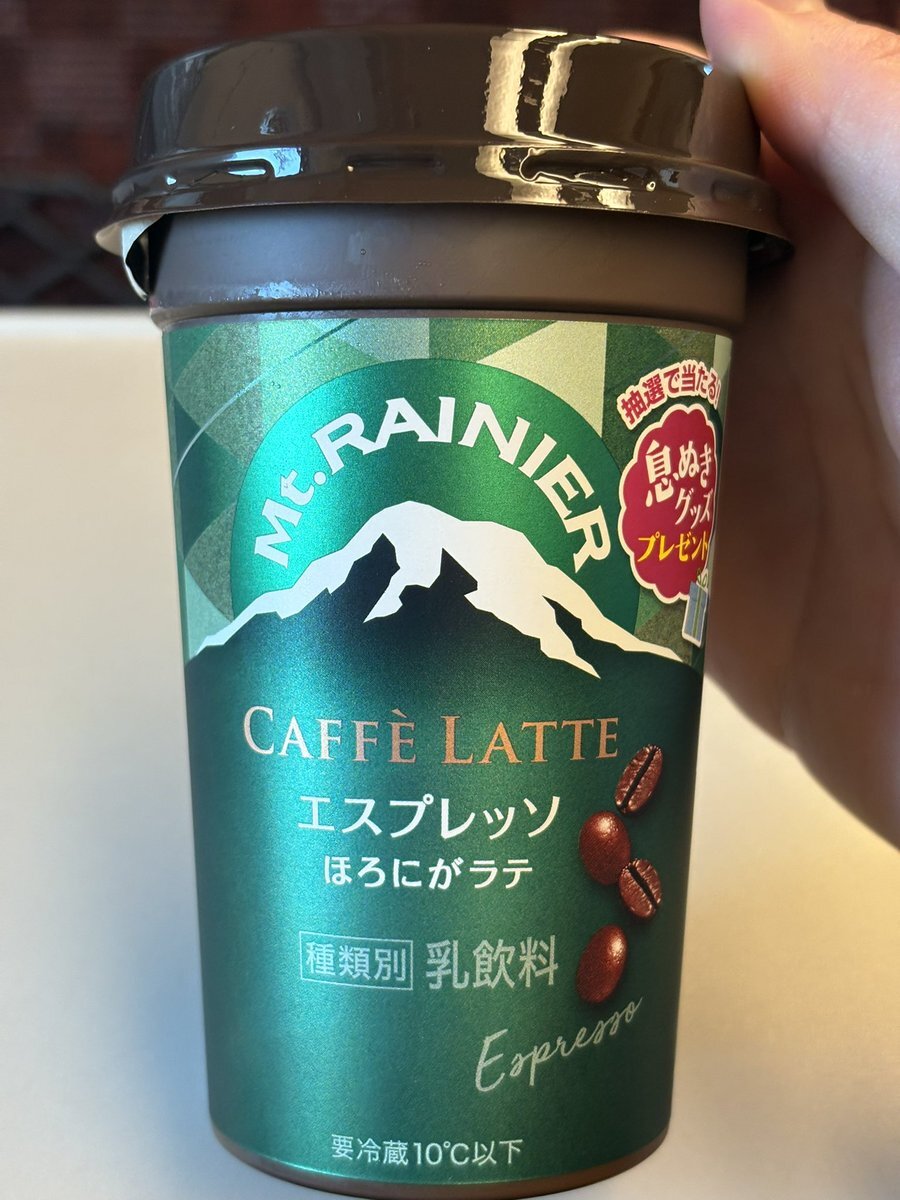 Mt. RAINIER
抽選で当たる!
息ぬき
グッズ
プレゼント
CAFFÈ LATTE
エスプレッソ
ほろにがラテ
種類別 乳飲料
Espresso
要冷蔵10℃以下